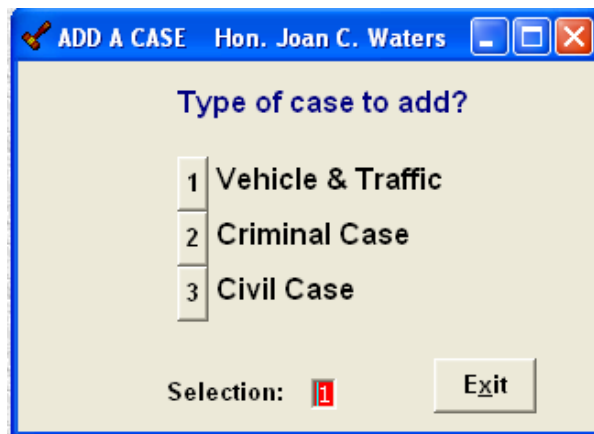 ADD A CASE Hon. Joan C. Waters
Type of case to add?
1 Vehicle & Traffic
2 Criminal Case
3 Civil Case
Selection: 1 Exit